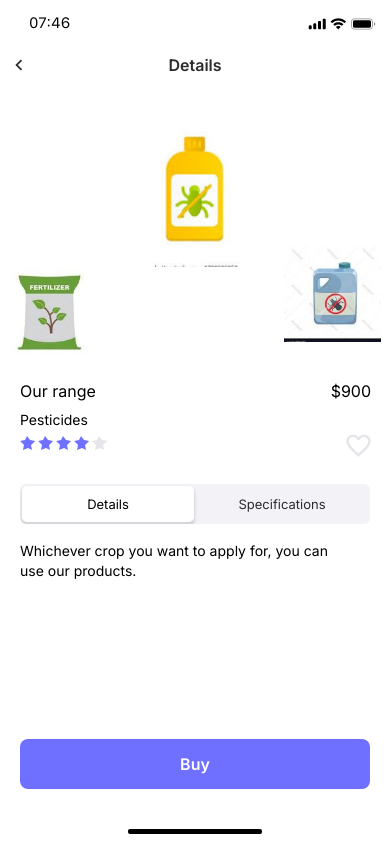 07:46
Details
FERTILIZER
Our range
$900
Pesticides
Details
Specifications
Whichever crop you want to apply for, you can
use our products.
Buy